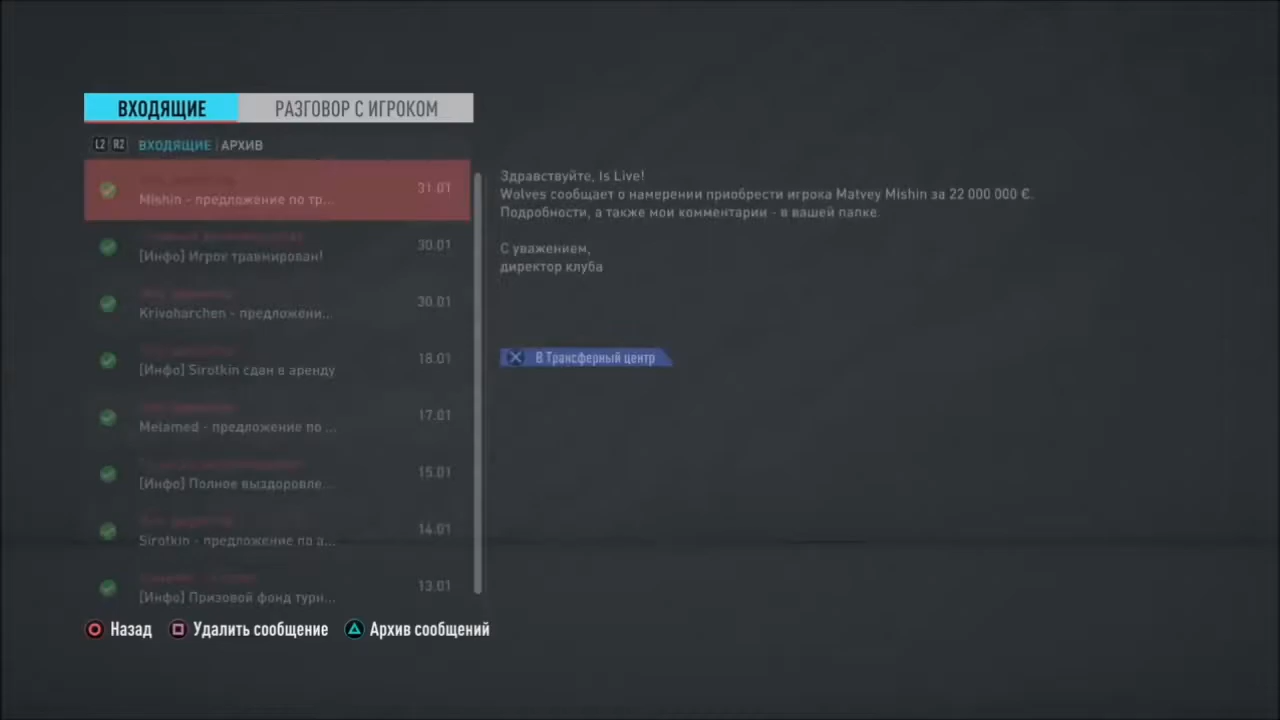 ВХОДЯЩИЕ
РАЗГОВОР С ИГРОКОМ
L2 R2 ВХОДЯЩИЕ | АРХИВ
31.01
Mishin - предложение по тр...
30.01
[Инфо] Игрок травмирован!
30.01
Krivoharchen - предложени...
18.01
[Инфо] Sirotkin сдан в аренду
17.01
Melamed - предложение по ...
15.01
[Инфо] Полное выздоровле...
14.01
Sirotkin - предложение по а...
13.01
[Инфо] Призовой фонд турн...
Здравствуйте, Is Live!
Wolves сообщает о намерении приобрести игрока Matvey Mishin за 22 000 000 €.
Подробности, а также мои комментарии - в вашей папке.
С уважением,
директор клуба
В Трансферный центр
Назад
Удалить сообщение
Архив сообщений